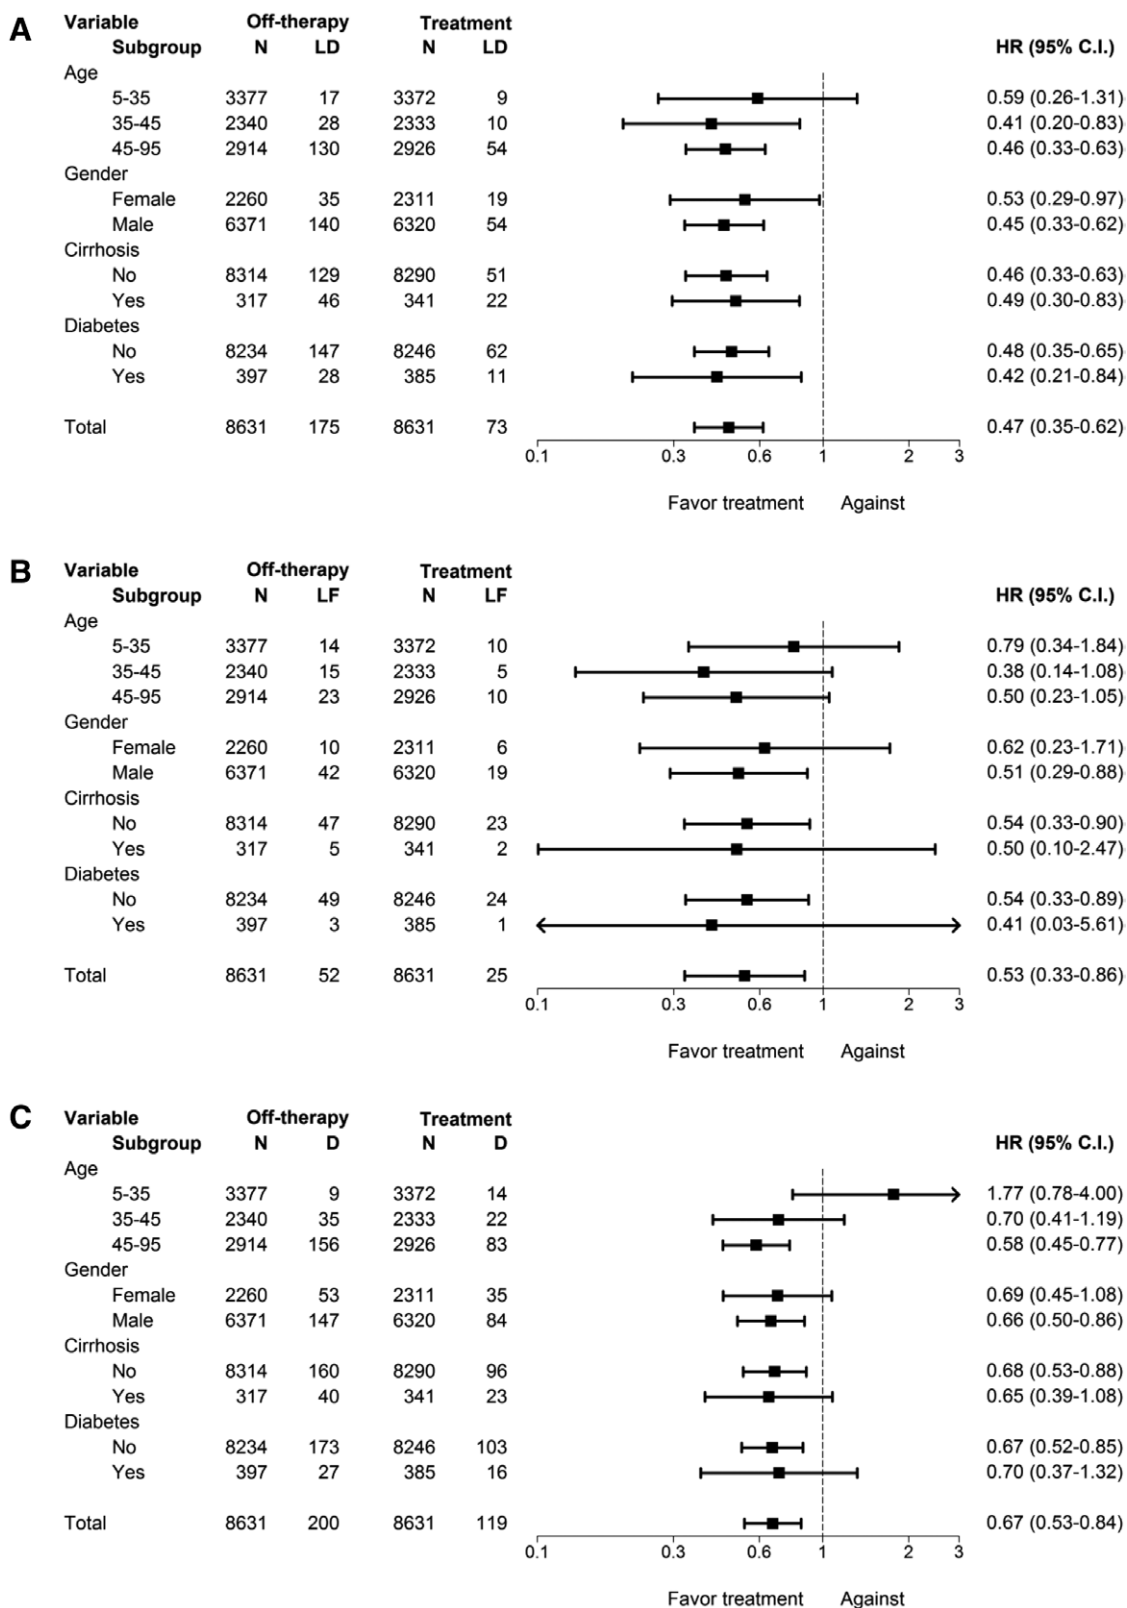 A
Variable Off-therapy Treatment
Subgroup N LD N LD HR (95% C.I.)
Age
5-35 3377 17 3372 9 0.59 (0.26-1.31)
35-45 2340 28 2333 10 0.41 (0.20-0.83)
45-95 2914 130 2926 54 0.46 (0.33-0.63)
Gender
Female 2260 35 2311 19 0.53 (0.29-0.97)
Male 6371 140 6320 54 0.45 (0.33-0.62)
Cirrhosis
No 8314 129 8290 51 0.46 (0.33-0.63)
Yes 317 46 341 22 0.49 (0.30-0.83)
Diabetes
No 8234 147 8246 62 0.48 (0.35-0.65)
Yes 397 28 385 11 0.42 (0.21-0.84)
Total 8631 175 8631 73 0.47 (0.35-0.62)
0.1 0.3 0.6 1 2 3
Favor treatment Against
B
Variable Off-therapy Treatment
Subgroup N LF N LF HR (95% C.I.)
Age
5-35 3377 14 3372 10 0.79 (0.34-1.84)
35-45 2340 15 2333 5 0.38 (0.14-1.08)
45-95 2914 23 2926 10 0.50 (0.23-1.05)
Gender
Female 2260 10 2311 6 0.62 (0.23-1.71)
Male 6371 42 6320 19 0.51 (0.29-0.88)
Cirrhosis
No 8314 47 8290 23 0.54 (0.33-0.90)
Yes 317 5 341 2 0.50 (0.10-2.47)
Diabetes
No 8234 49 8246 24 0.54 (0.33-0.89)
Yes 397 3 385 1 0.41 (0.03-5.61)
Total 8631 52 8631 25 0.53 (0.33-0.86)
0.1 0.3 0.6 1 2 3
Favor treatment Against
C
Variable Off-therapy Treatment
Subgroup N D N D HR (95% C.I.)
Age
5-35 3377 9 3372 14 1.77 (0.78-4.00)
35-45 2340 35 2333 22 0.70 (0.41-1.19)
45-95 2914 156 2926 83 0.58 (0.45-0.77)
Gender
Female 2260 53 2311 35 0.69 (0.45-1.08)
Male 6371 147 6320 84 0.66 (0.50-0.86)
Cirrhosis
No 8314 160 8290 96 0.68 (0.53-0.88)
Yes 317 40 341 23 0.65 (0.39-1.08)
Diabetes
No 8234 173 8246 103 0.67 (0.52-0.85)
Yes 397 27 385 16 0.70 (0.37-1.32)
Total 8631 200 8631 119 0.67 (0.53-0.84)
0.1 0.3 0.6 1 2 3
Favor treatment Against